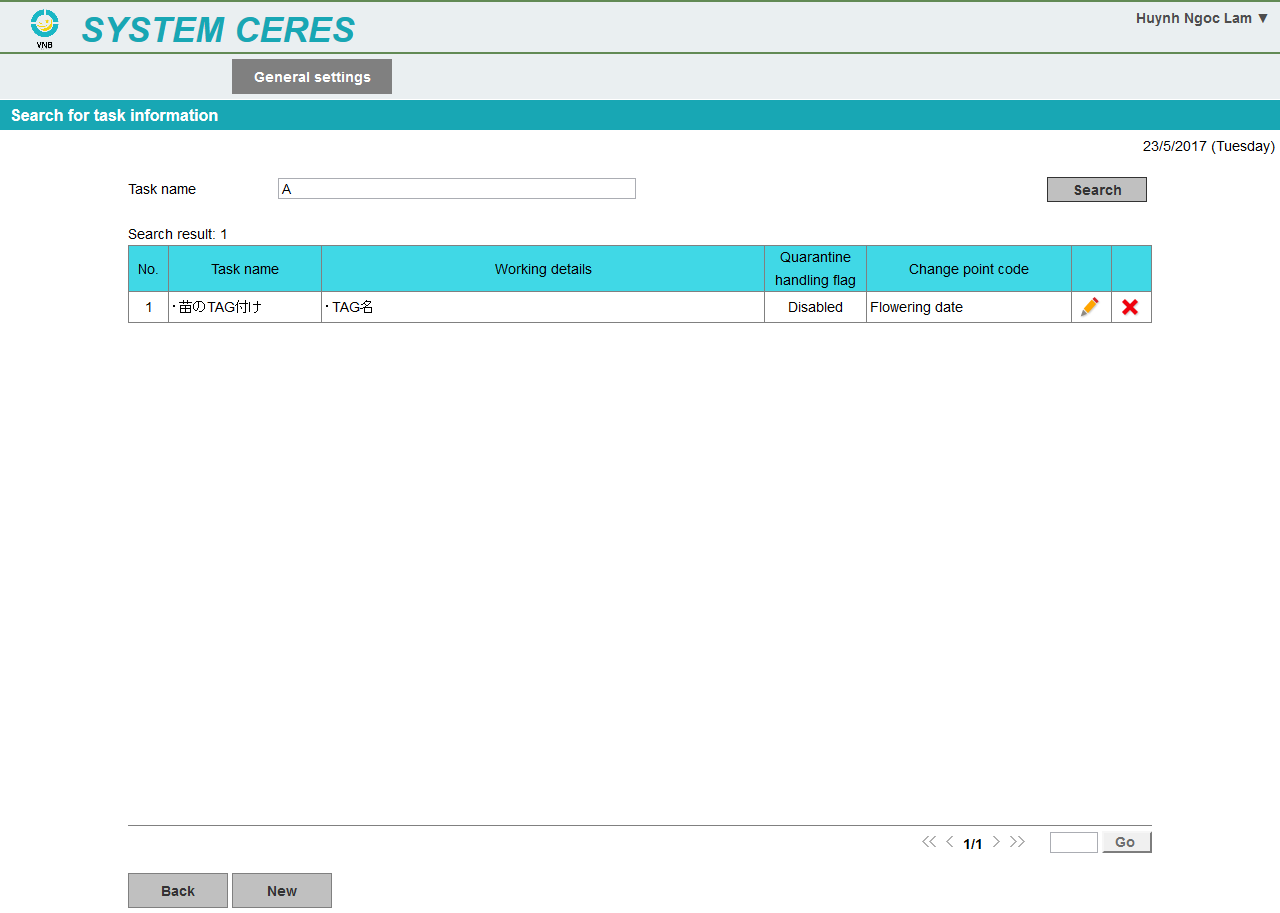 VNB
SYSTEM CERES
Huynh Ngoc Lam ▼
General settings
Search for task information
23/5/2017 (Tuesday)
Task name
A
Search
Search result: 1
No. Task name Working details Quarantine handling flag Change point code
1 ・苗のTAG付け ・TAG名 Disabled Flowering date
<< < 1/1 > >> Go
Back New